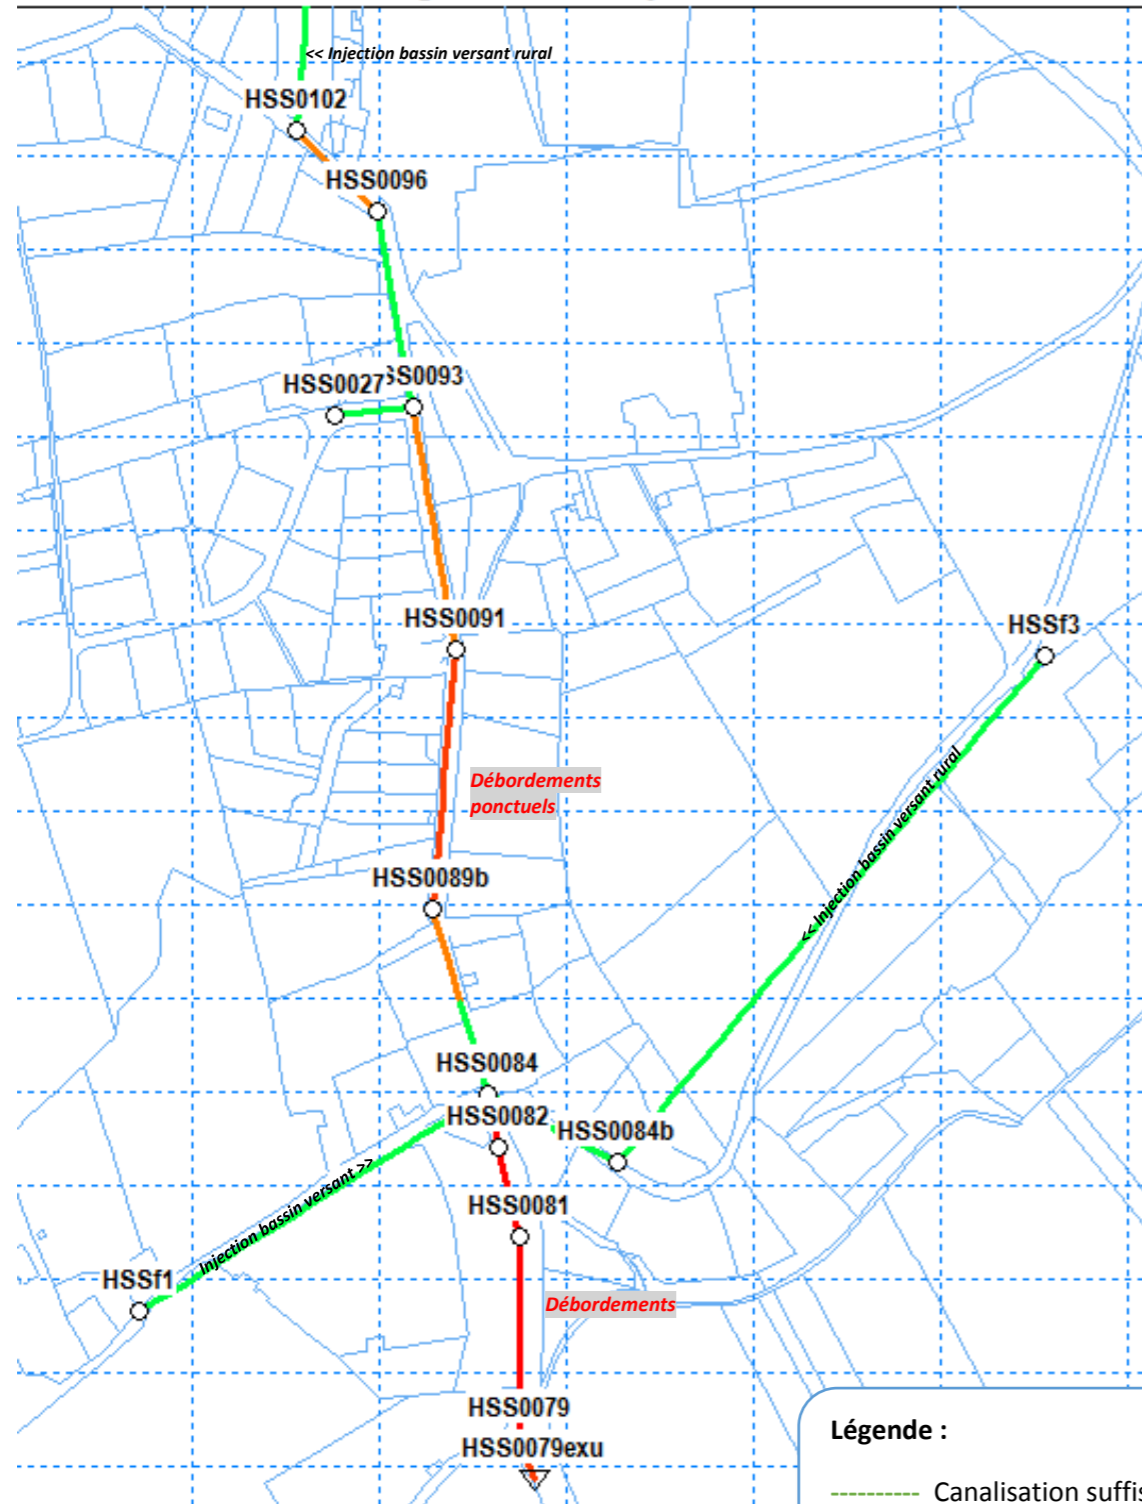 << Injection bassin versant rural
HSS0102
HSS0096
HSS0027
SS0093
HSS0091
HSSf3
Débordements
ponctuels
<< Injection bassin versant rural
HSS0089b
HSS0084
HSS0082
HSS0084b
Injection bassin versant >>
HSS0081
HSSf1
Débordements
HSS0079
HSS0079exu
Légende :
Canalisation suffis